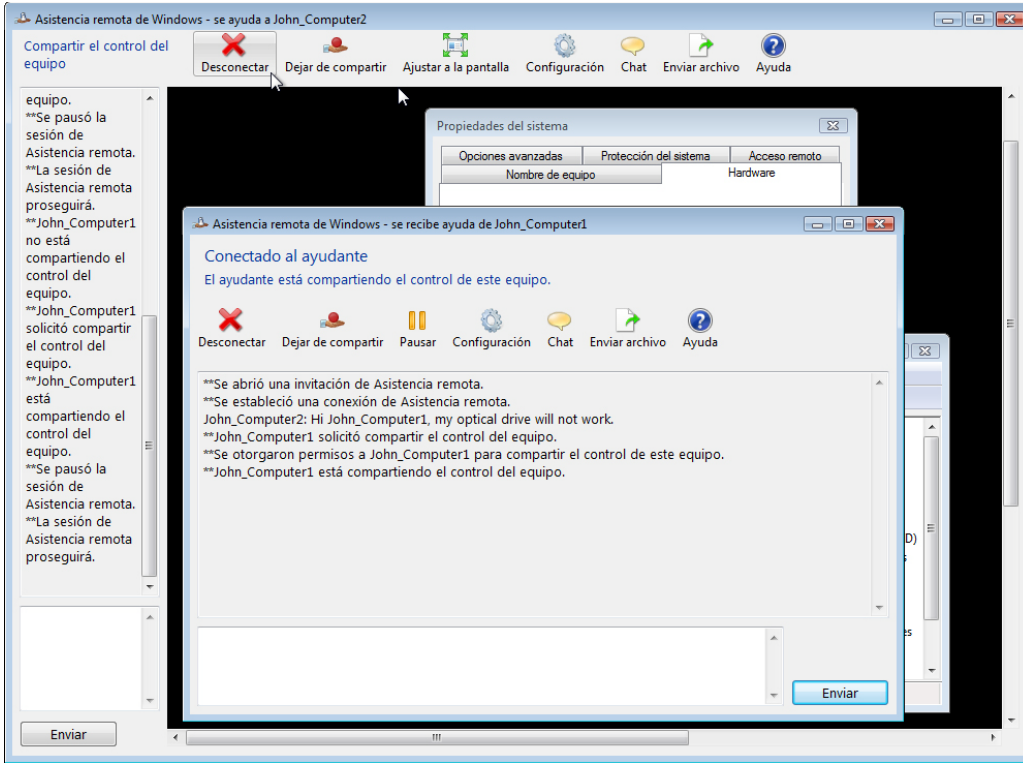 Asistencia remota de Windows - se ayuda a John_Computer2
Compartir el control del
equipo
Desconectar
Dejar de compartir
Ajustar a la pantalla
Configuración
Chat
Enviar archivo
Ayuda
equipo.
**Se pausó la
sesión de
Asistencia remota.
**La sesión de
Asistencia remota
proseguirá.
**John_Computer1
no está
compartiendo el
control del
equipo.
**John_Computer1
solicitó compartir
el control del
equipo.
**John_Computer1
está
compartiendo el
control del
equipo.
**Se pausó la
sesión de
Asistencia remota.
**La sesión de
Asistencia remota
proseguirá.
Enviar
Propiedades del sistema
Opciones avanzadas
Protección del sistema
Acceso remoto
Nombre de equipo
Hardware
Asistencia remota de Windows - se recibe ayuda de John_Computer1
Conectado al ayudante
El ayudante está compartiendo el control de este equipo.
Desconectar
Dejar de compartir
Pausar
Configuración
Chat
Enviar archivo
Ayuda
**Se abrió una invitación de Asistencia remota.
**Se estableció una conexión de Asistencia remota.
John_Computer2: Hi John_Computer1, my optical drive will not work.
**John_Computer1 solicitó compartir el control del equipo.
**Se otorgaron permisos a John_Computer1 para compartir el control de este equipo.
**John_Computer1 está compartiendo el control del equipo.
Enviar
D)
es